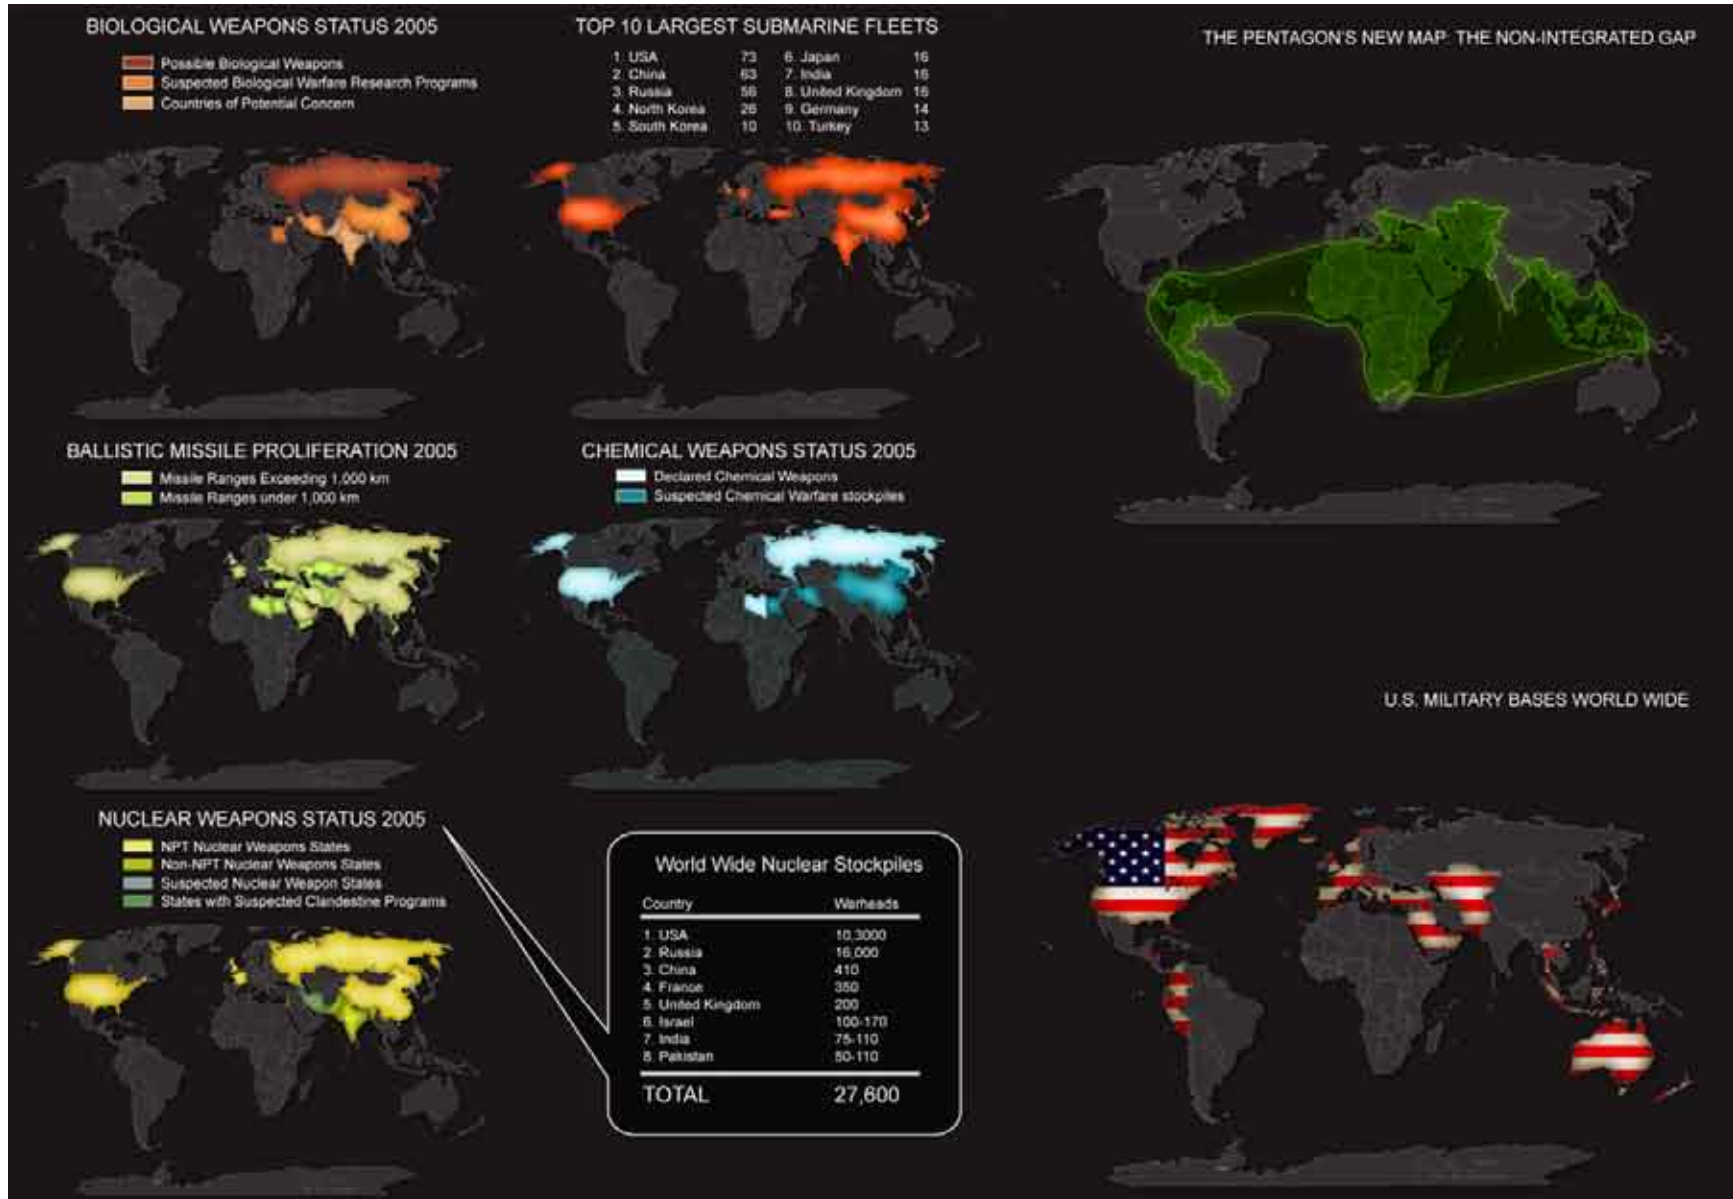 BIOLOGICAL WEAPONS STATUS 2005
Possible Biological Weapons
Suspected Biological Warfare Research Programs
Countries of Potential Concern
TOP 10 LARGEST SUBMARINE FLEETS
1. USA 73 6. Japan 16
2. China 63 7. India 16
3. Russia 56 8. United Kingdom 15
4. North Korea 26 9. Germany 14
5. South Korea 10 10. Turkey 13
THE PENTAGON'S NEW MAP: THE NON-INTEGRATED GAP
BALLISTIC MISSILE PROLIFERATION 2005
Missile Ranges Exceeding 1,000 km
Missile Ranges under 1,000 km
CHEMICAL WEAPONS STATUS 2005
Declared Chemical Weapons
Suspected Chemical Warfare stockpiles
U.S. MILITARY BASES WORLD WIDE
NUCLEAR WEAPONS STATUS 2005
NPT Nuclear Weapons States
Non-NPT Nuclear Weapons States
Suspected Nuclear Weapon States
States with Suspected Clandestine Programs
World Wide Nuclear Stockpiles
Country Warheads
1. USA 10,3000
2. Russia 16,000
3. China 410
4. France 350
5. United Kingdom 200
6. Israel 100-170
7. India 75-110
8. Pakistan 50-110
TOTAL 27,600